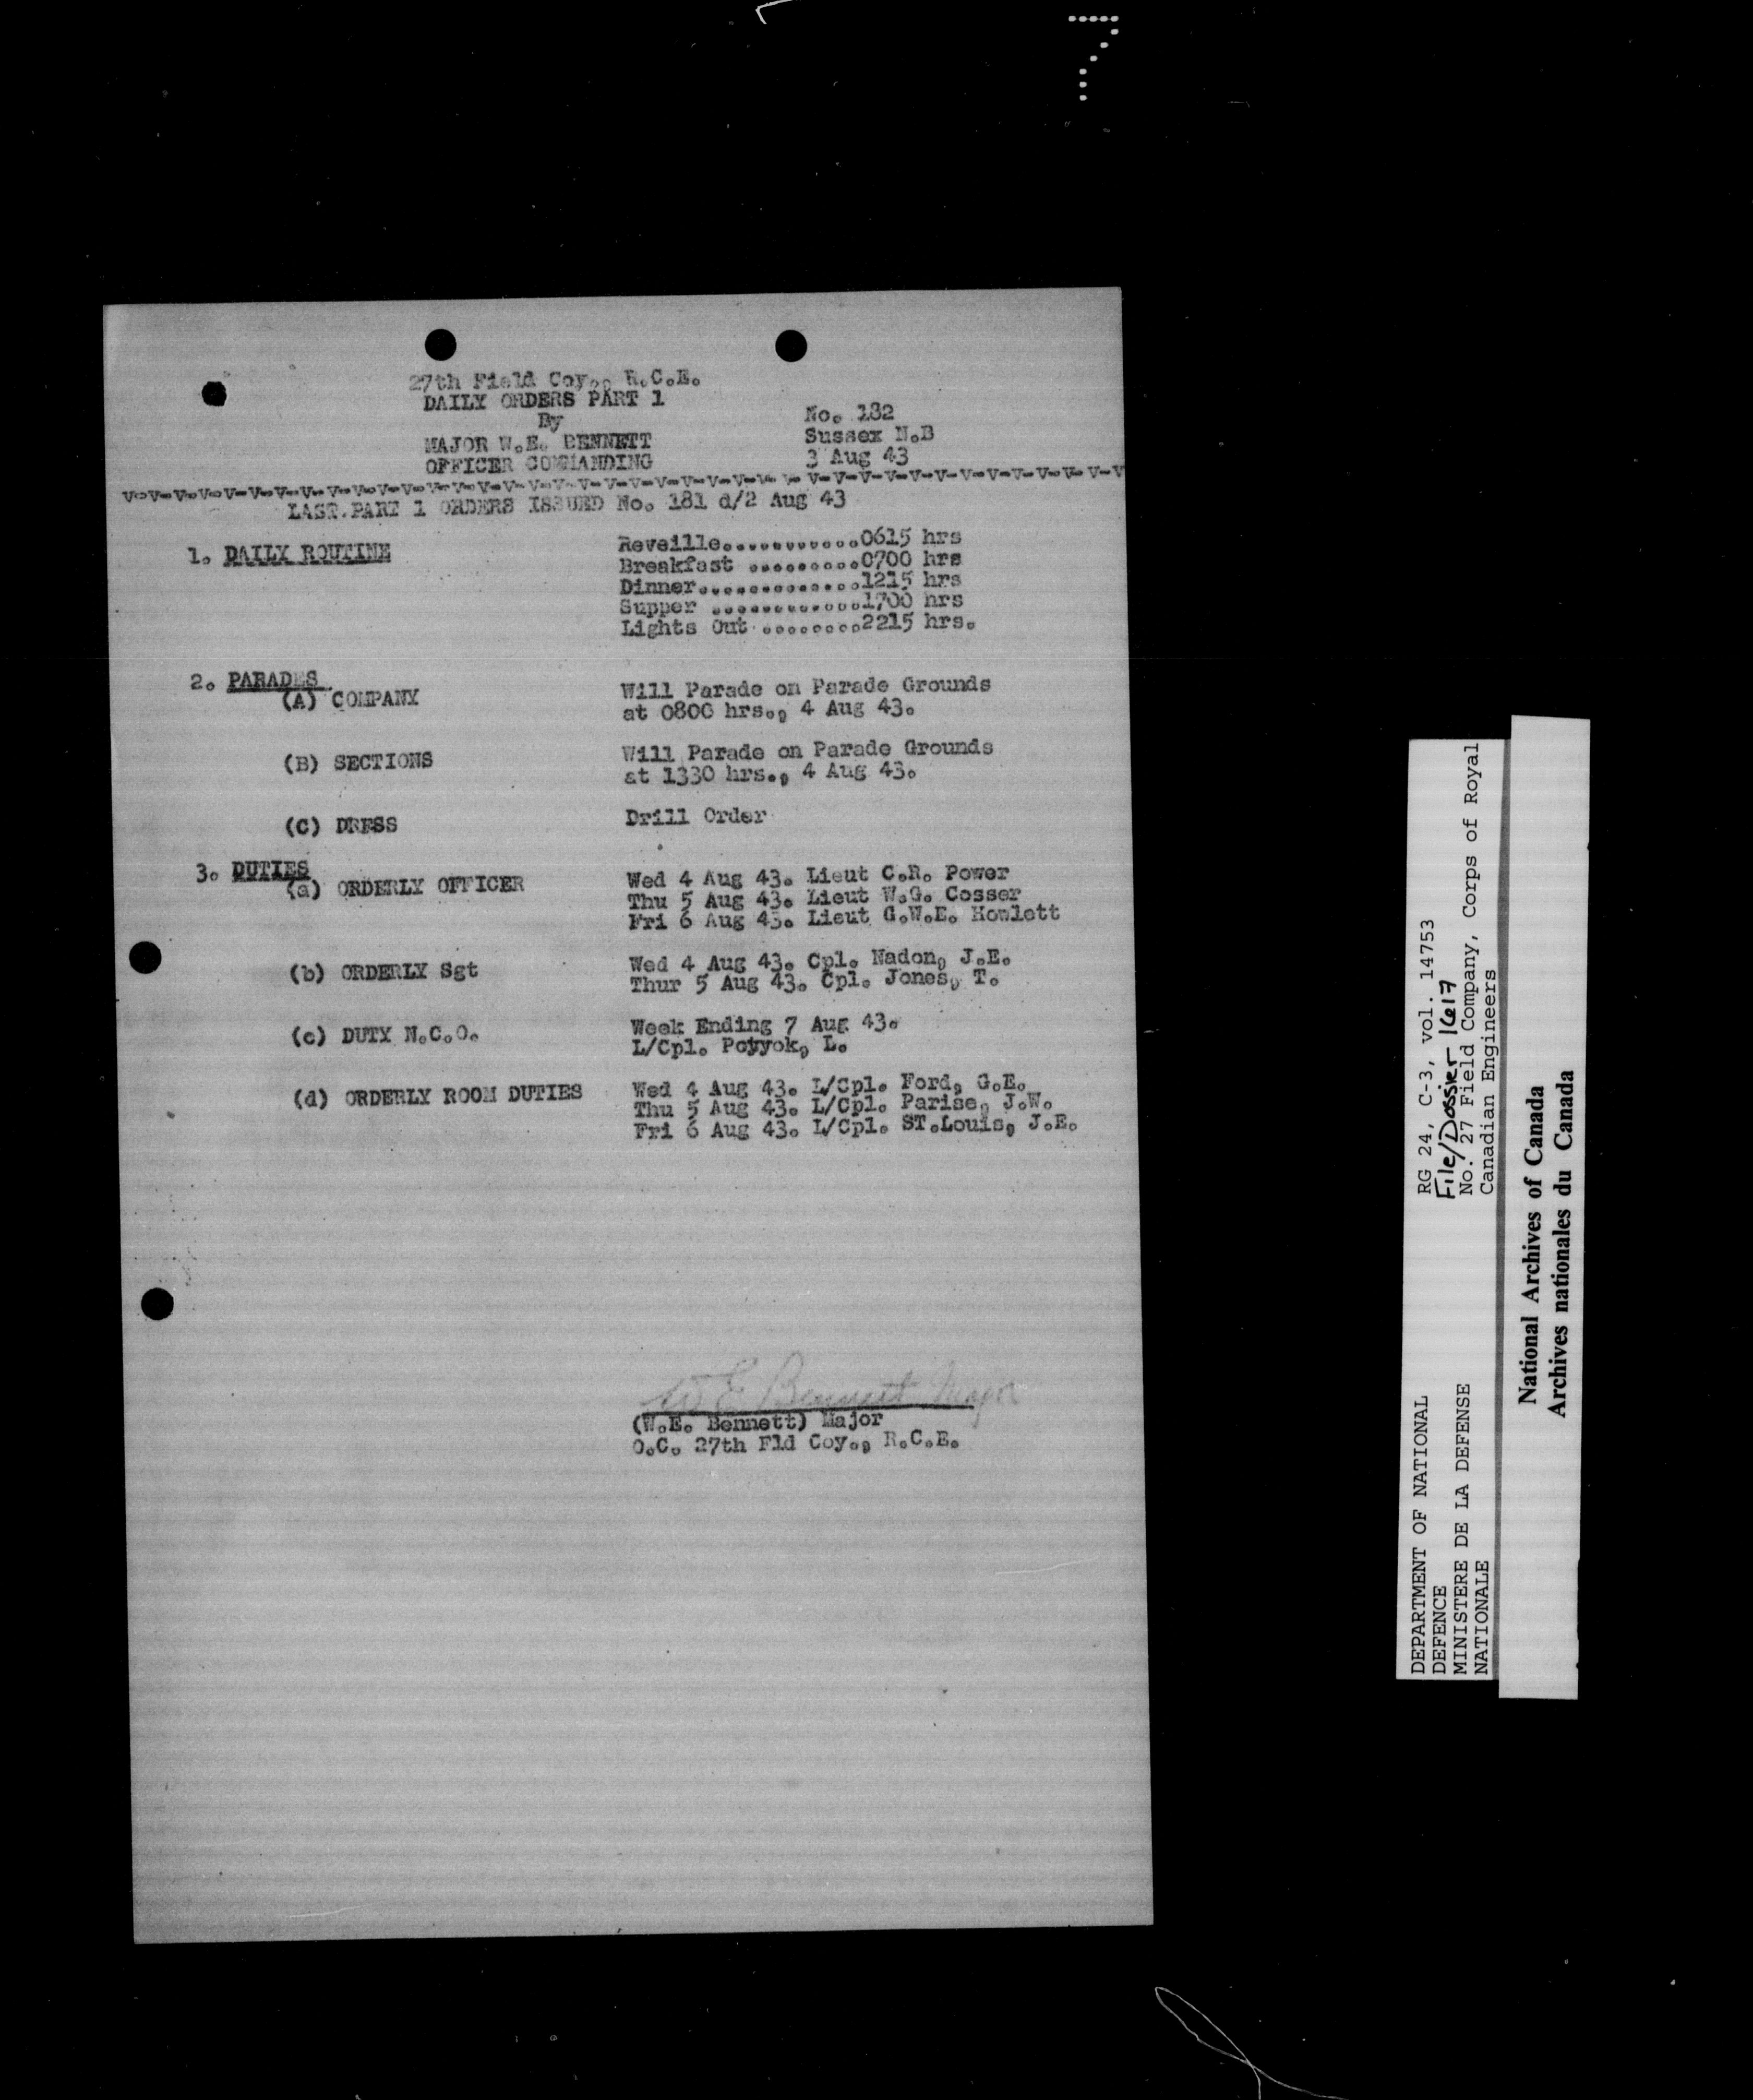 27th Field Coy., R.C.E.
DAILY ORDERS PART 1
By
MAJOR W.E. BENNETT
OFFICER COMMANDING
No. 182
Sussex N.B
3 Aug 43
V-V-V-V-V-V-V-V-V-V-V-V-V-V-V-V-V-V-V-V-V-V-V-V-V-V-V-V-V-V-V-V-V-V-V-V-V-V-V-V
LAST.PART 1 ORDERS ISSUED No. 181 d/2 Aug 43
1. DAILY ROUTINE
Reveille...........0615 hrs
Breakfast .........0700 hrs
Dinner.............1215 hrs
Supper ............1700 hrs
Lights Out ........2215 hrs.
2. PARADES
(A) COMPANY
Will Parade on Parade Grounds
at 0800 hrs., 4 Aug 43.
(B) SECTIONS
Will Parade on Parade Grounds
at 1330 hrs., 4 Aug 43.
(C) DRESS
Drill Order
3. DUTIES
(a) ORDERLY OFFICER
Wed 4 Aug 43. Lieut C.R. Power
Thu 5 Aug 43. Lieut W.G. Cosser
Fri 6 Aug 43. Lieut G.W.E. Howlett
(b) ORDERLY Sgt
Wed 4 Aug 43. Cpl. Nadon, J.E.
Thur 5 Aug 43. Cpl. Jones, T.
(c) DUTY N.C.O.
Week Ending 7 Aug 43.
L/Cpl. L.
(d) ORDERLY ROOM DUTIES
Wed 4 Aug 43. L/Cpl. Ford, G.E.
Thu 5 Aug 43. L/Cpl. Parise, J.W.
Fri 6 Aug 43. L/Cpl. ST.Louis, J.E.
W E Bennett Major
(W.E. Bennett) Major
O.C. 27th Fld Coy., R.C.E.
DEPARTMENT OF NATIONAL
DEFENCE
MINISTERE DE LA DEFENSE
NATIONALE
RG 24, C-3, vol. 14753
File/Dossier 1617
No. 27 Field Company, Corps of Royal
Canadian Engineers
National Archives of Canada
Archives nationales du Canada